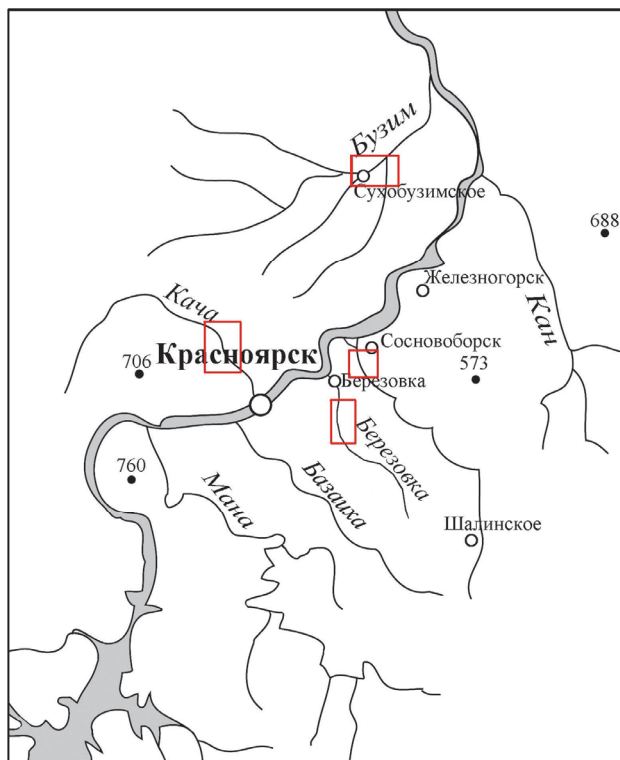 Бузим
Сухобузимское
688
Железногорск
Кача
Кан
Красноярск
Сосновоборск
706
Березовка
573
Березовка
760
Мана
Базаиха
Шалинское